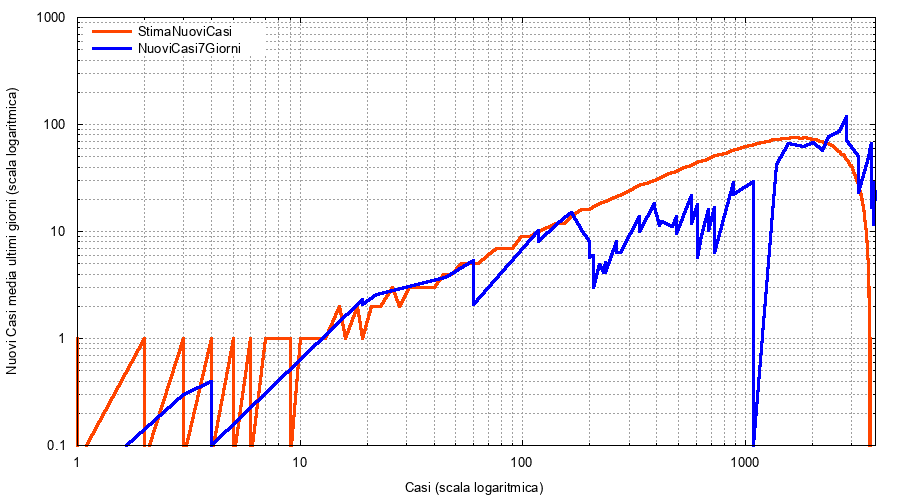 1000
StimaNuoviCasi
NuoviCasi7Giorni
100
10
1
0.1
Nuovi Casi media ultimi giorni (scala logaritmica)
1 10 100 1000
Casi (scala logaritmica)